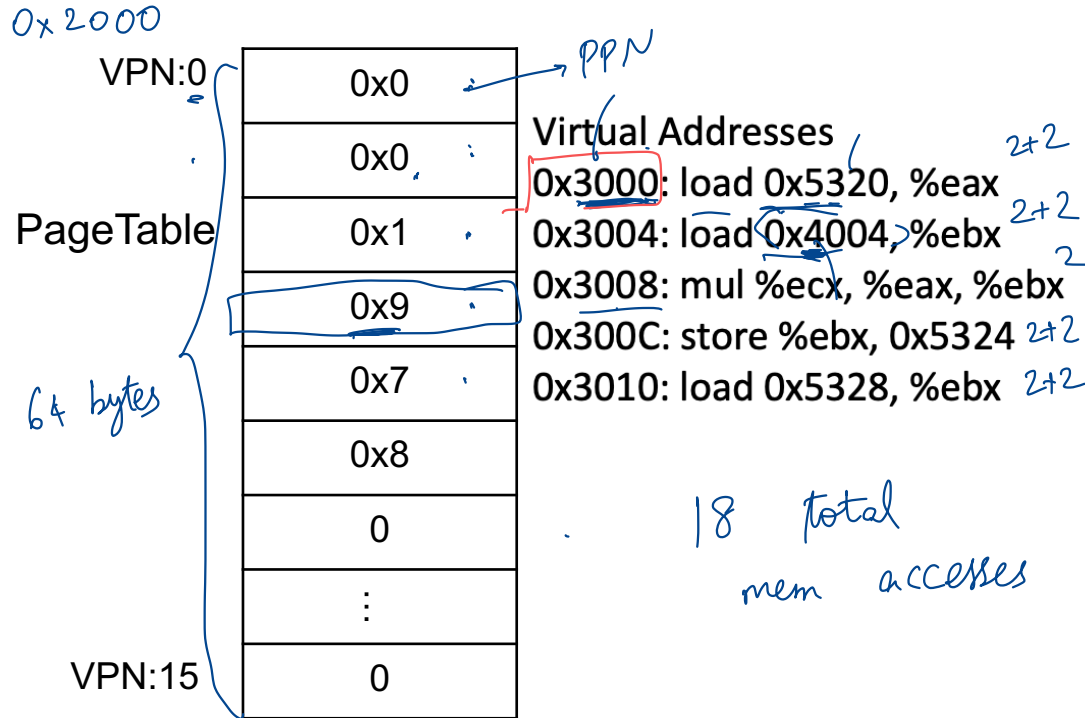 0x2000
VPN:0
0x0
PPN
0x0
PageTable
0x1
0x9
0x7
0x8
0
⋮
VPN:15
0
64 bytes
Virtual Addresses
0x3000: load 0x5320, %eax 2+2
0x3004: load 0x4004, %ebx 2+2
0x3008: mul %ecx, %eax, %ebx 2
0x300C: store %ebx, 0x5324 2+2
0x3010: load 0x5328, %ebx 2+2
18 total
mem accesses